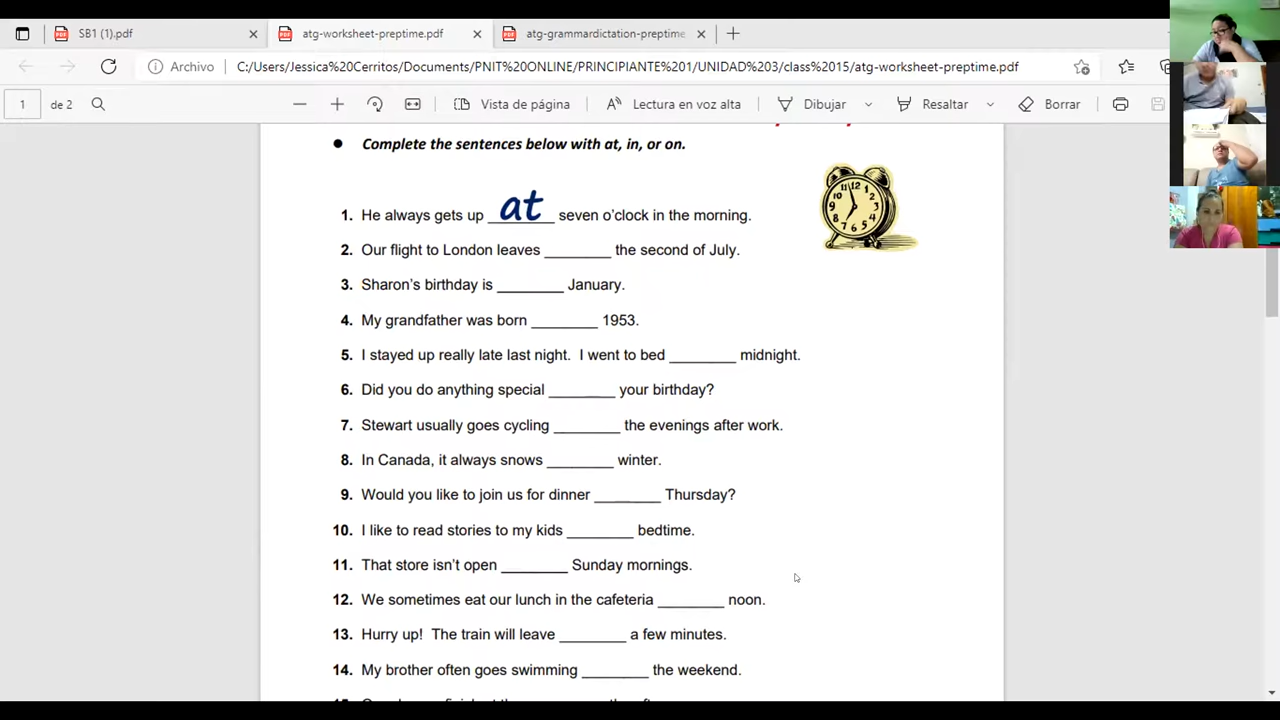 SB1 (1).pdf
atg-worksheet-preptime.pdf
atg-grammardictation-preptime
Archivo
C:/Users/Jessica%20Cerritos/Documents/PNIT%20ONLINE/PRINCIPIANTE%201/UNIDAD%203/class%2015/atg-worksheet-preptime.pdf
1 de 2
Vista de página
Lectura en voz alta
Dibujar
Resaltar
Borrar
● Complete the sentences below with at, in, or on.
1. He always gets up at seven o’clock in the morning.
2. Our flight to London leaves ________ the second of July.
3. Sharon’s birthday is ________ January.
4. My grandfather was born ________ 1953.
5. I stayed up really late last night. I went to bed ________ midnight.
6. Did you do anything special ________ your birthday?
7. Stewart usually goes cycling ________ the evenings after work.
8. In Canada, it always snows ________ winter.
9. Would you like to join us for dinner ________ Thursday?
10. I like to read stories to my kids ________ bedtime.
11. That store isn’t open ________ Sunday mornings.
12. We sometimes eat our lunch in the cafeteria ________ noon.
13. Hurry up! The train will leave ________ a few minutes.
14. My brother often goes swimming ________ the weekend.